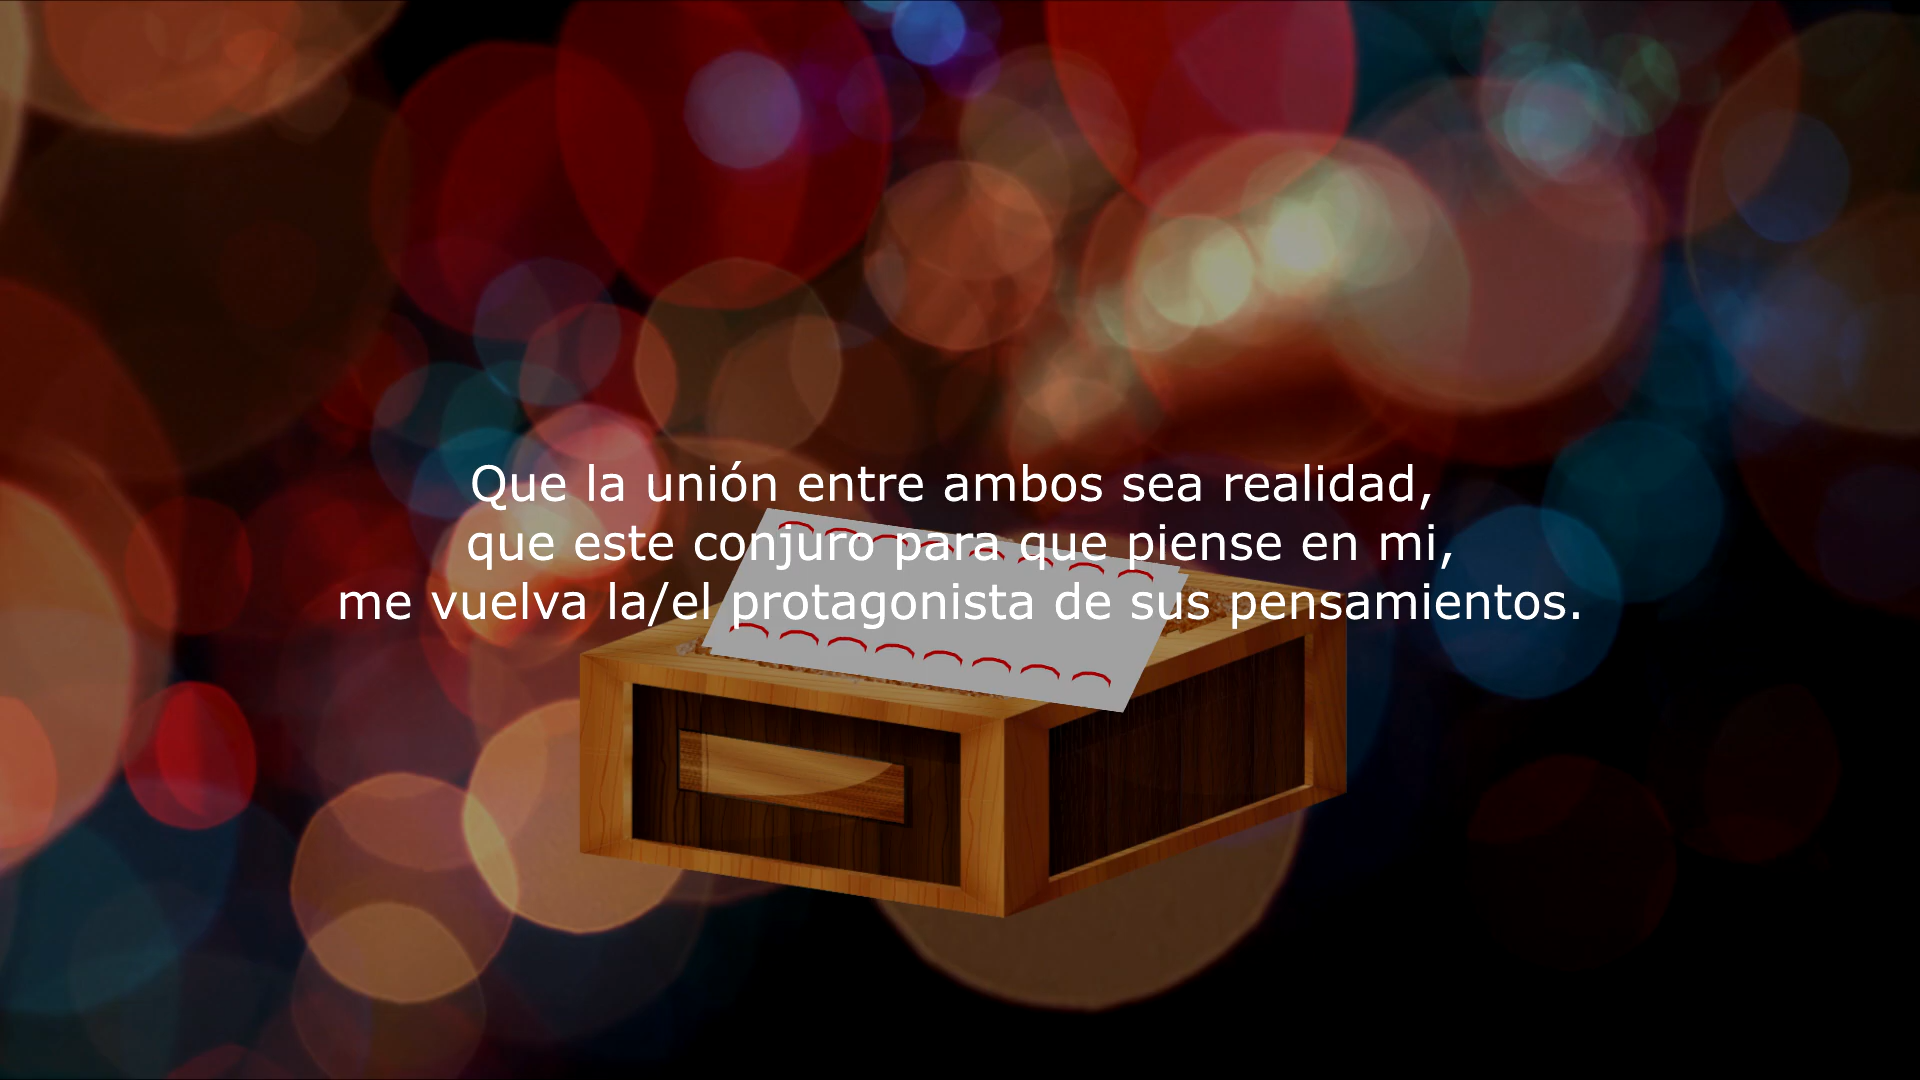 Que la unión entre ambos sea realidad,
que este conjuro para que piense en mi,
me vuelva la/el protagonista de sus pensamientos.